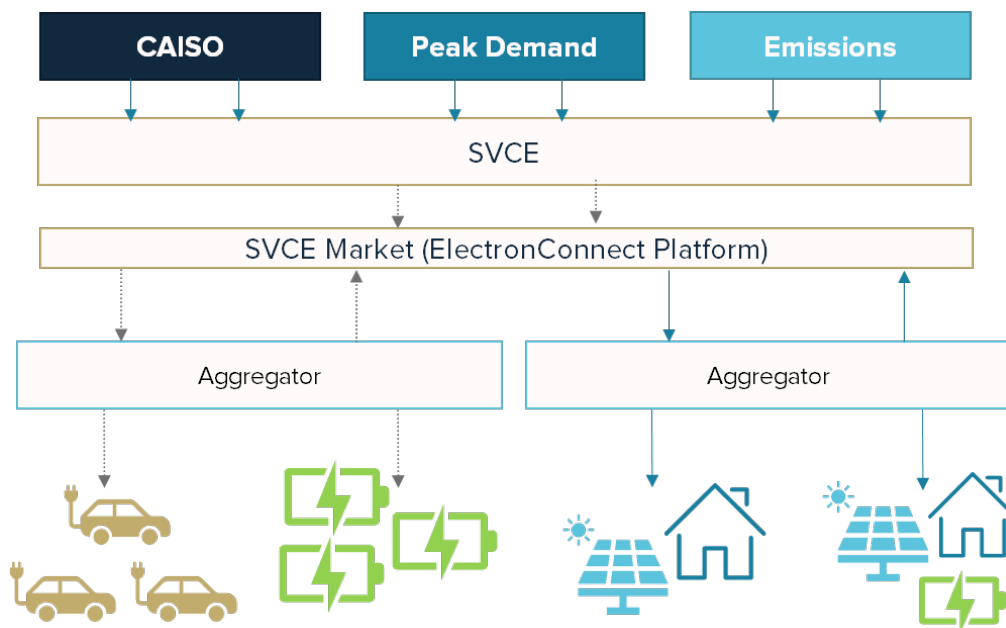 CAISO
Peak Demand
Emissions
SVCE
SVCE Market (ElectronConnect Platform)
Aggregator
Aggregator